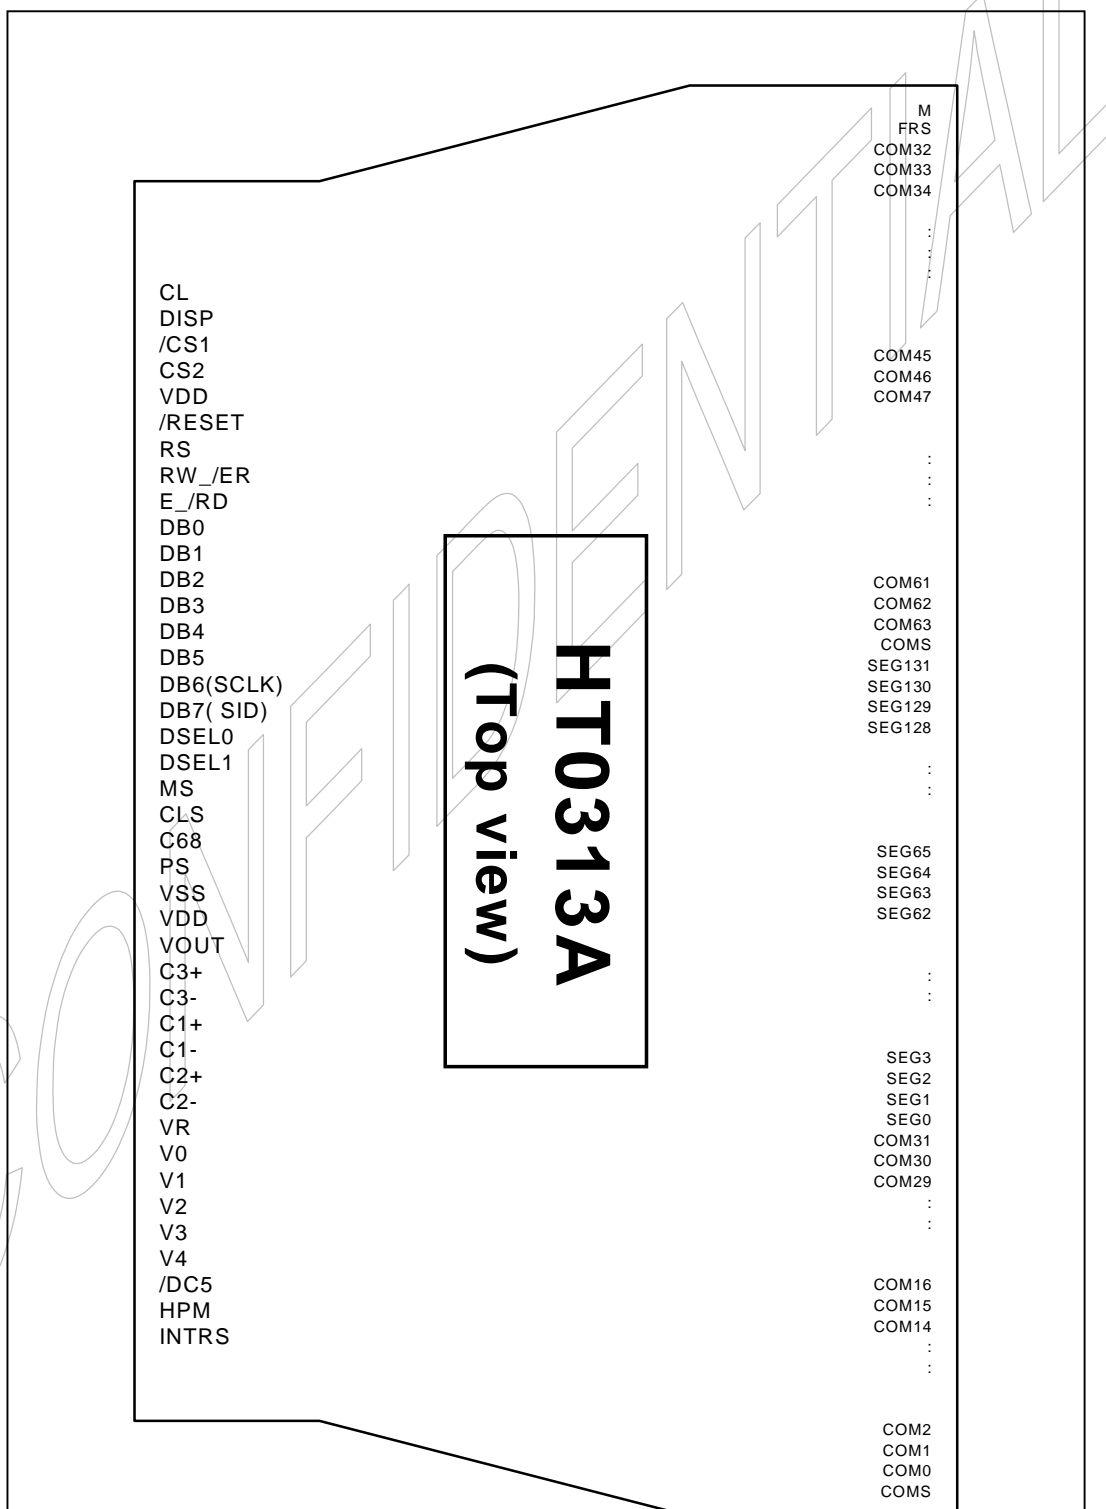 CL
DISP
/CS1
CS2
VDD
/RESET
RS
RW_/ER
E_/RD
DB0
DB1
DB2
DB3
DB4
DB5
DB6(SCLK)
DB7( SID)
DSEL0
DSEL1
MS
CLS
C68
PS
VSS
VDD
VOUT
C3+
C3-
C1+
C1-
C2+
C2-
VR
V0
V1
V2
V3
V4
/DC5
HPM
INTRS
HT0313A
(Top view)
M
FRS
COM32
COM33
COM34
:
:
:
COM45
COM46
COM47
:
:
:
COM61
COM62
COM63
COMS
SEG131
SEG130
SEG129
SEG128
:
:
SEG65
SEG64
SEG63
SEG62
:
:
SEG3
SEG2
SEG1
SEG0
COM31
COM30
COM29
:
:
COM16
COM15
COM14
:
:
COM2
COM1
COM0
COMS
CONFIDENTIAL